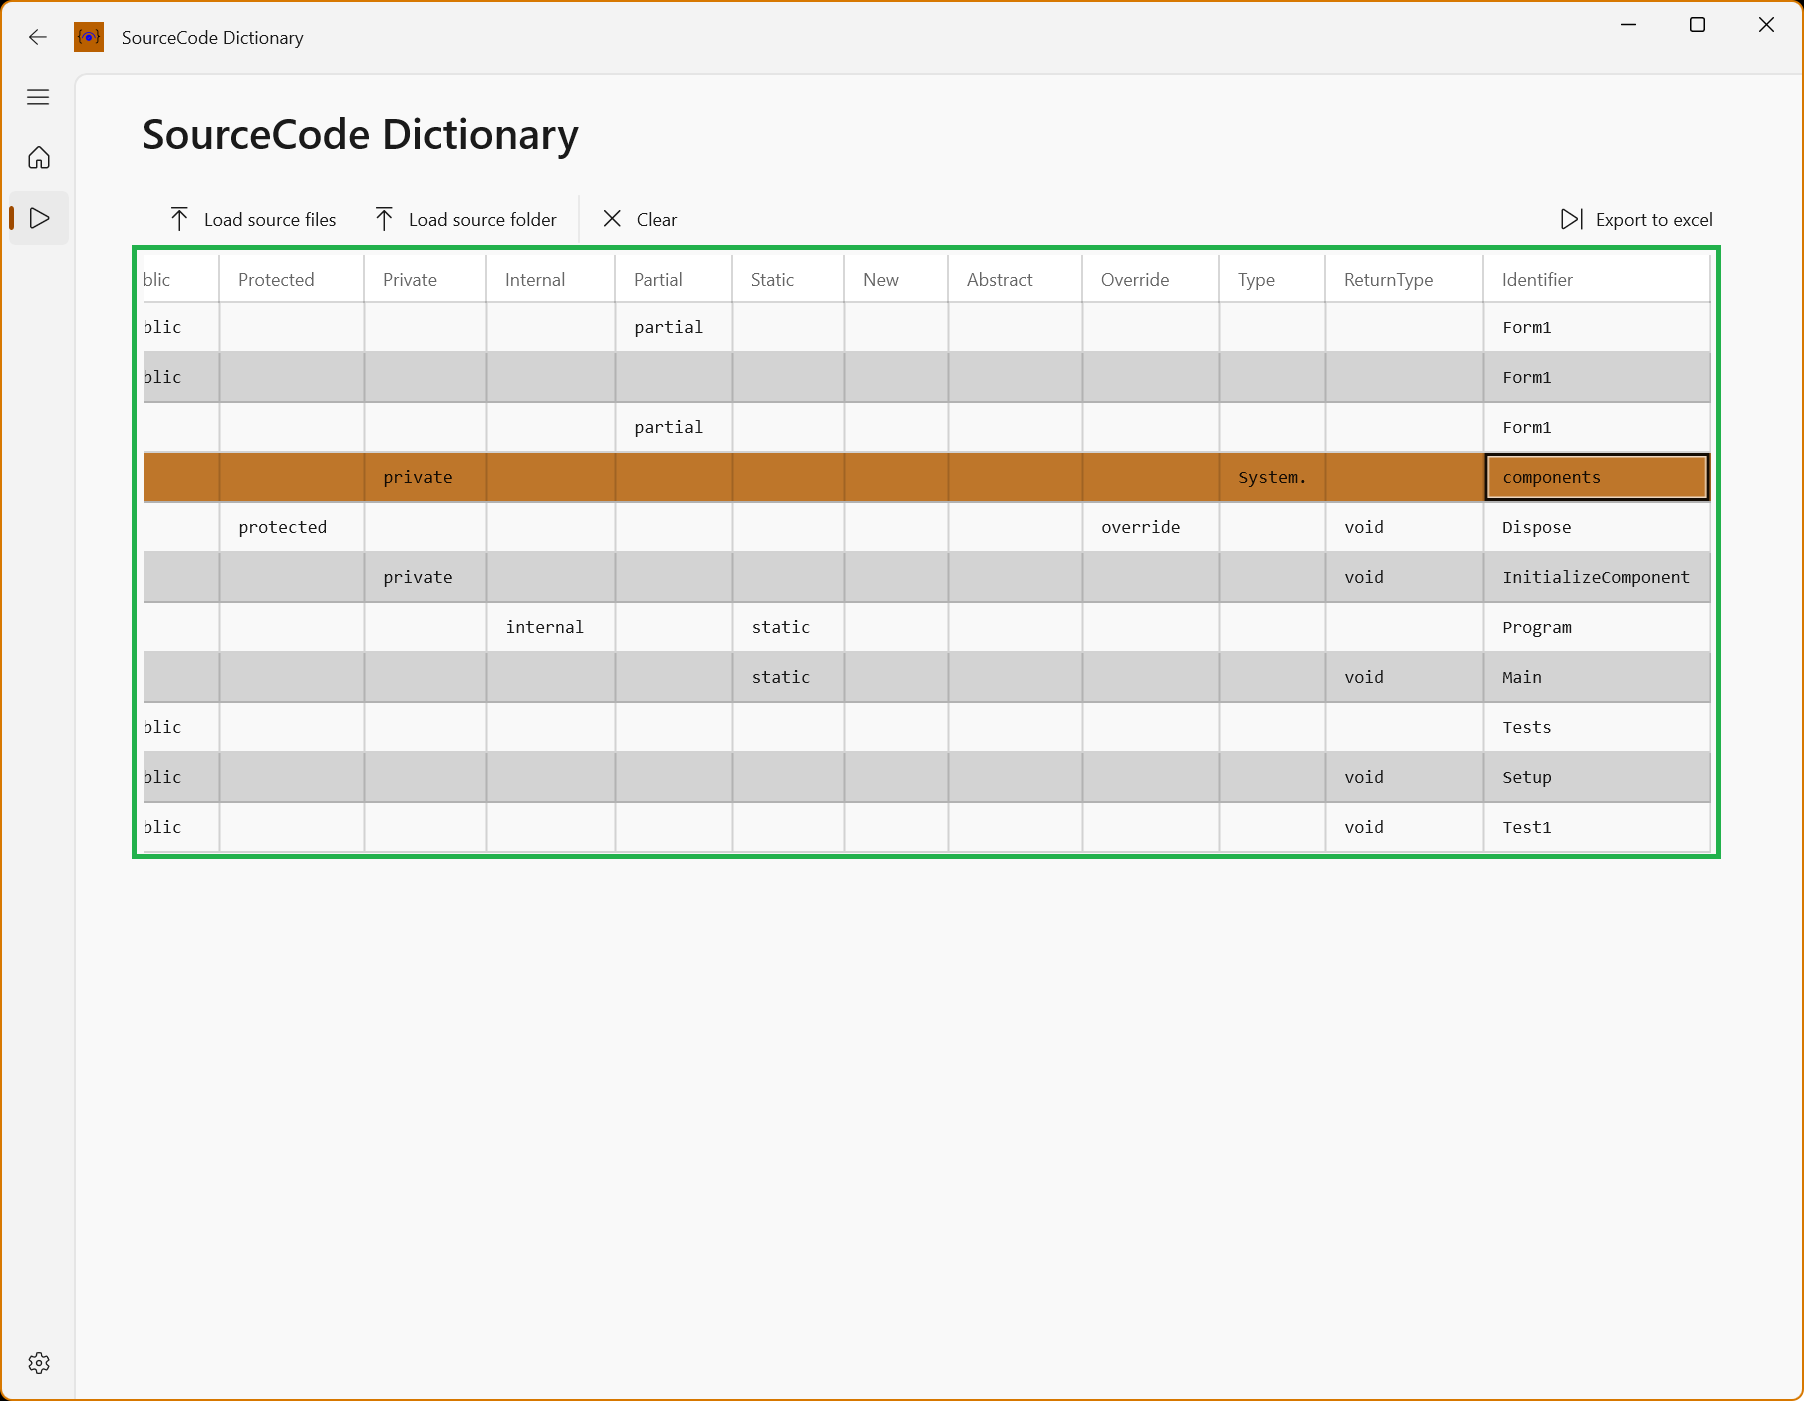 SourceCode Dictionary
SourceCode Dictionary
Load source files Load source folder Clear Export to excel
blic Protected Private Internal Partial Static New Abstract Override Type ReturnType Identifier
blic partial Form1
blic Form1
partial Form1
private System. components
protected override void Dispose
private void InitializeComponent
internal static Program
static void Main
blic Tests
blic void Setup
blic void Test1